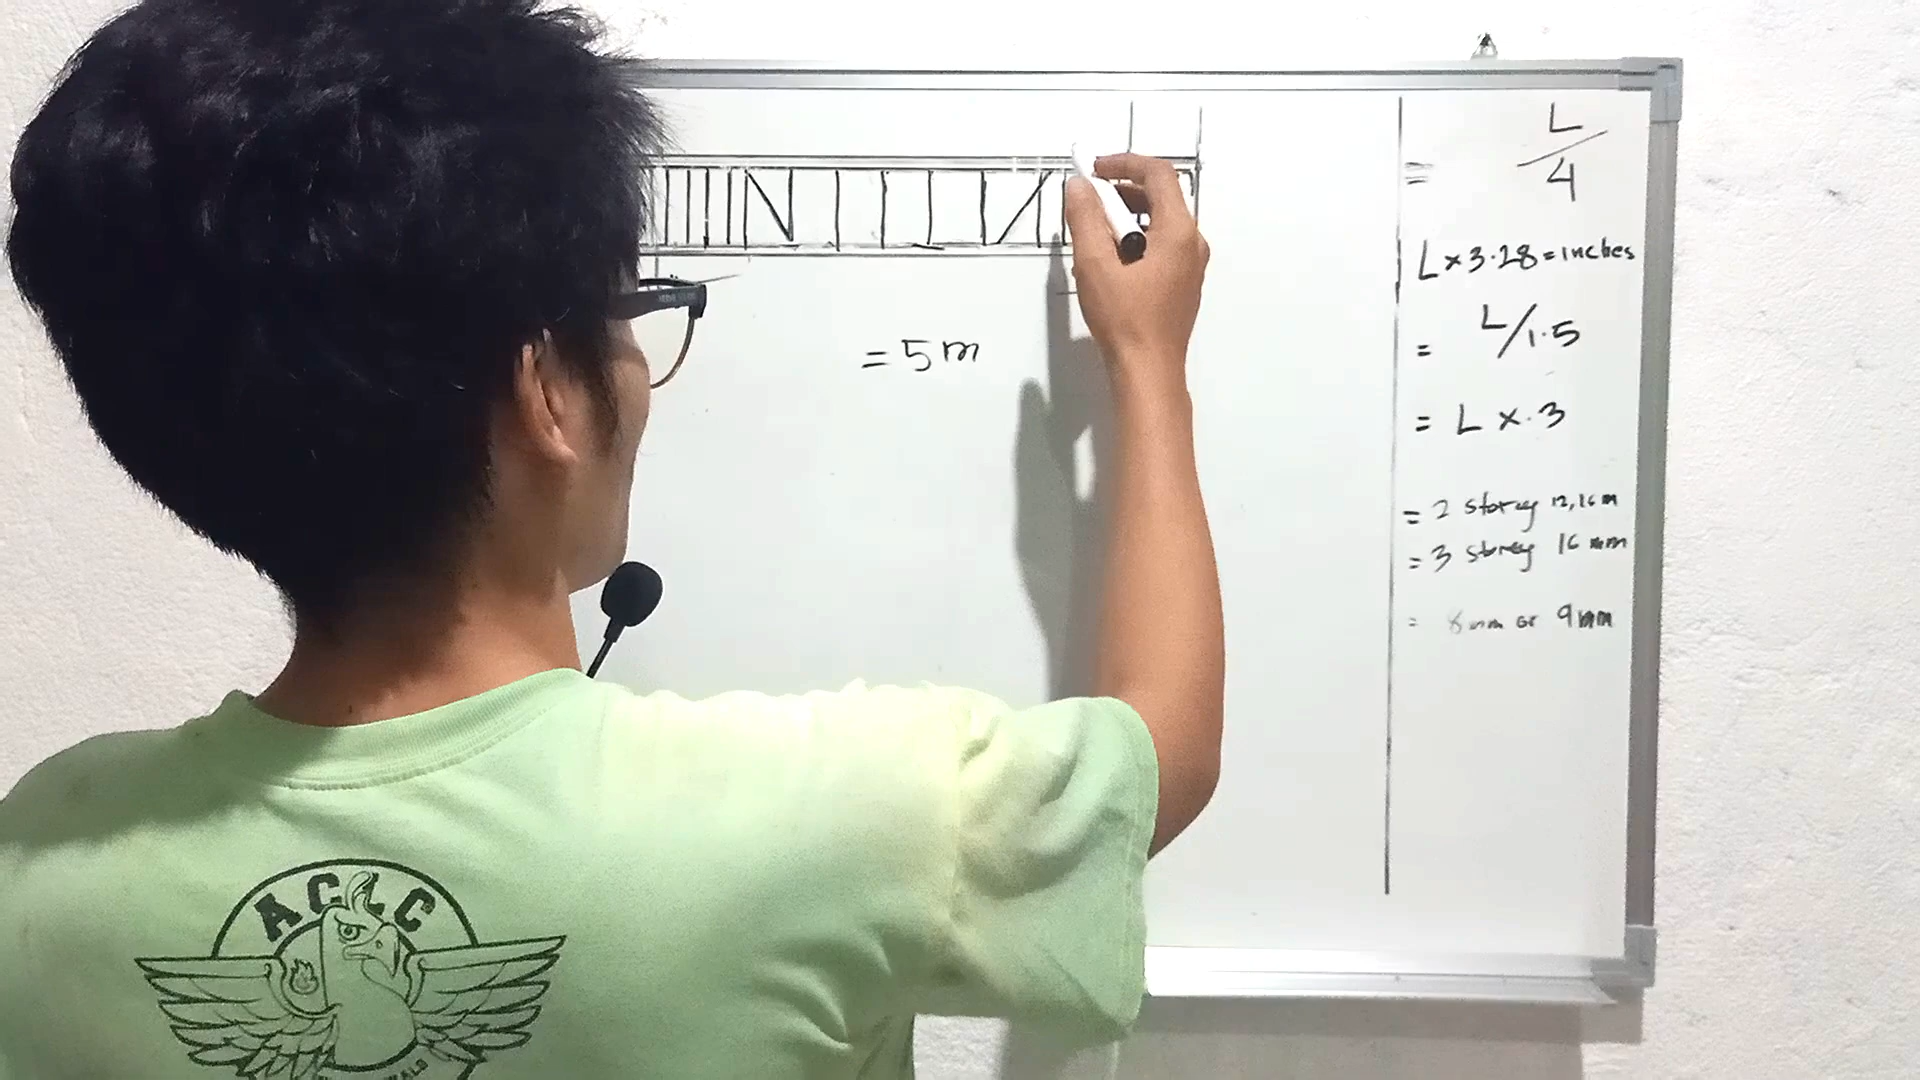 = L/4
L x 3.28 = inches
= L/1.5
= L x .3
= 5 m
= 2 storey 12, 16 m
= 3 storey 16 mm
= 8 mm or 9 mm
ACLC